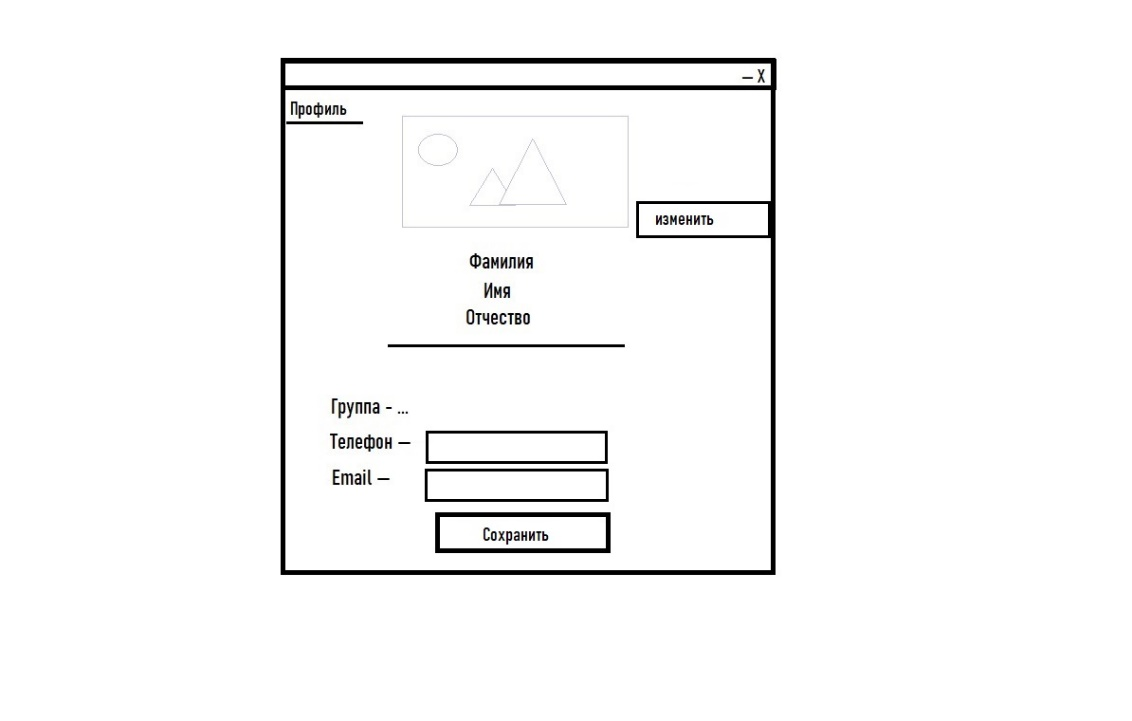 – X
Профиль
изменить
Фамилия
Имя
Отчество
Группа - ...
Телефон –
Email –
Сохранить